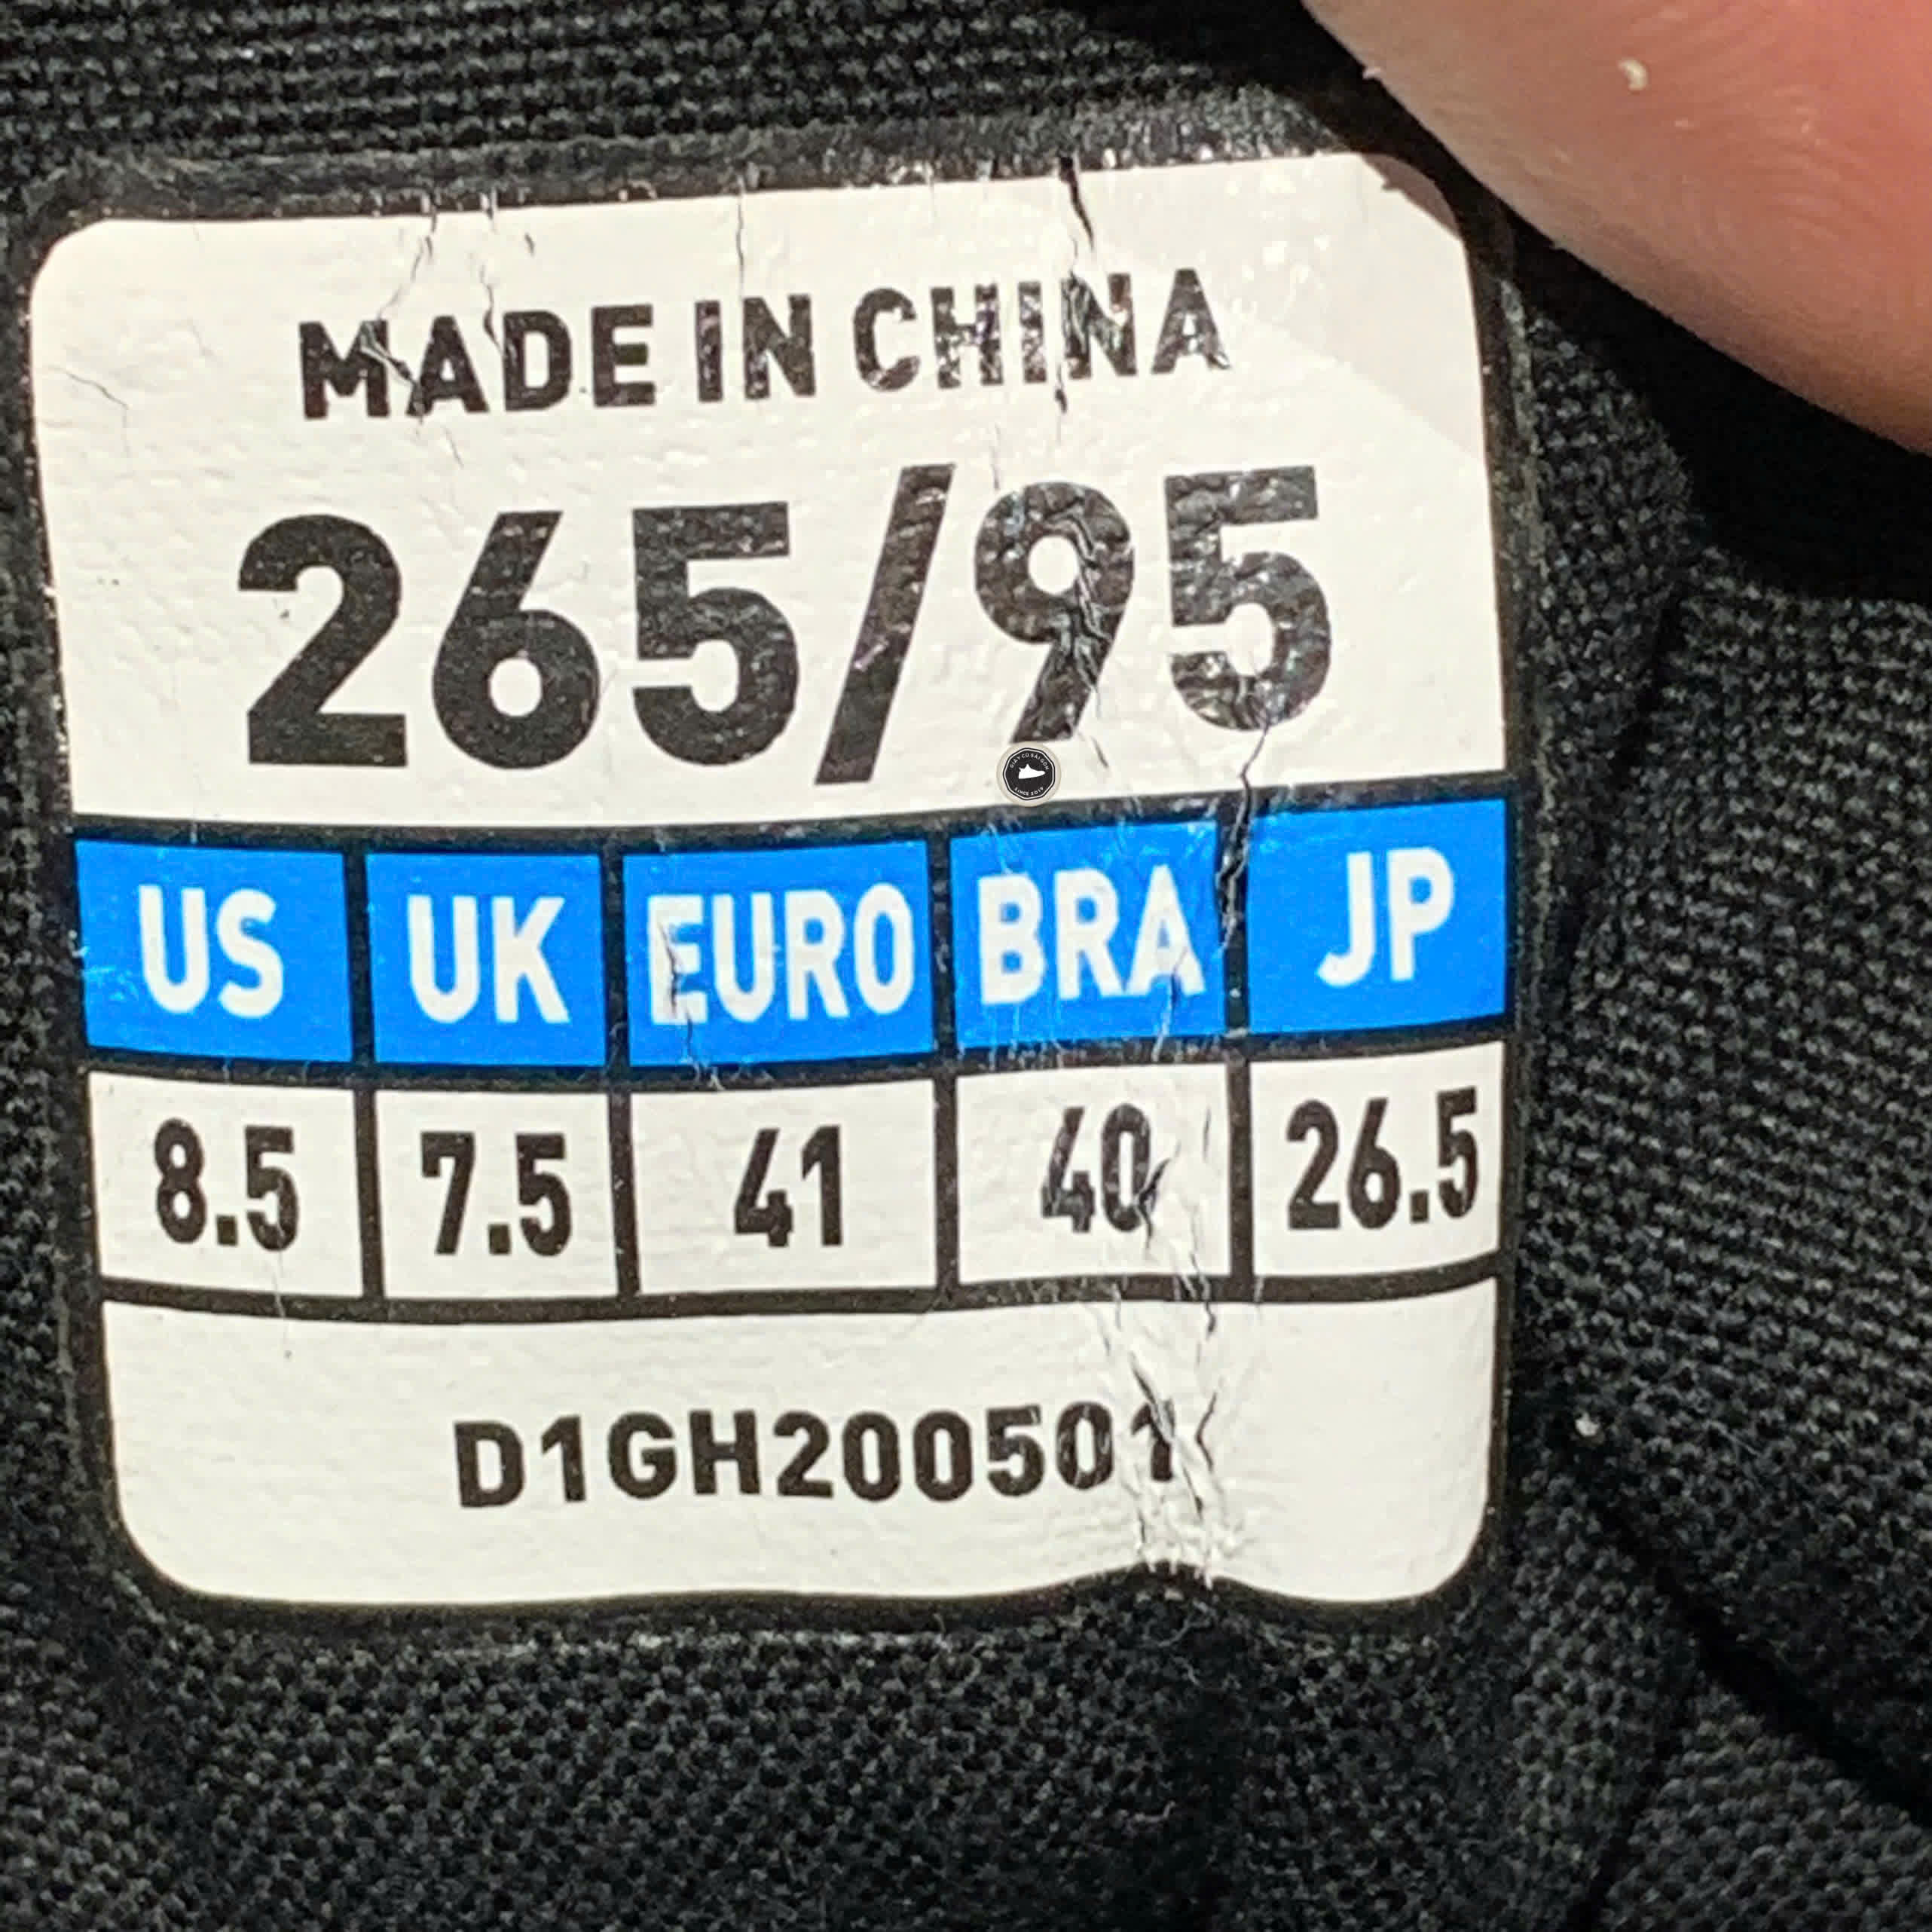 MADE IN CHINA
265/95
US UK EURO BRA JP
8.5 7.5 41 40 26.5
D1GH200501